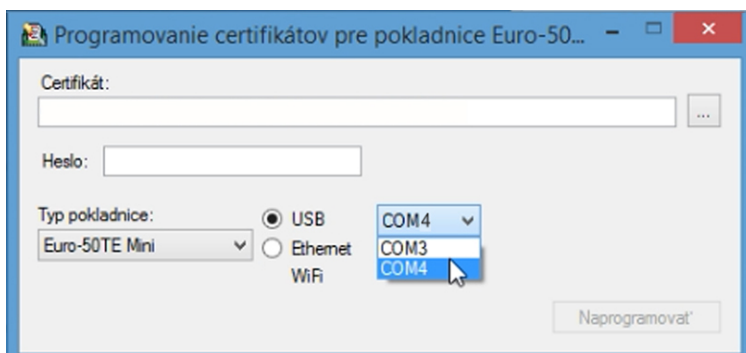 Programovanie certifikátov pre pokladnice Euro-50...
Certifikát:
...
Heslo:
Typ pokladnice:
Euro-50TE Mini
USB
Ethernet
WiFi
COM4
COM3
COM4
Naprogramovať